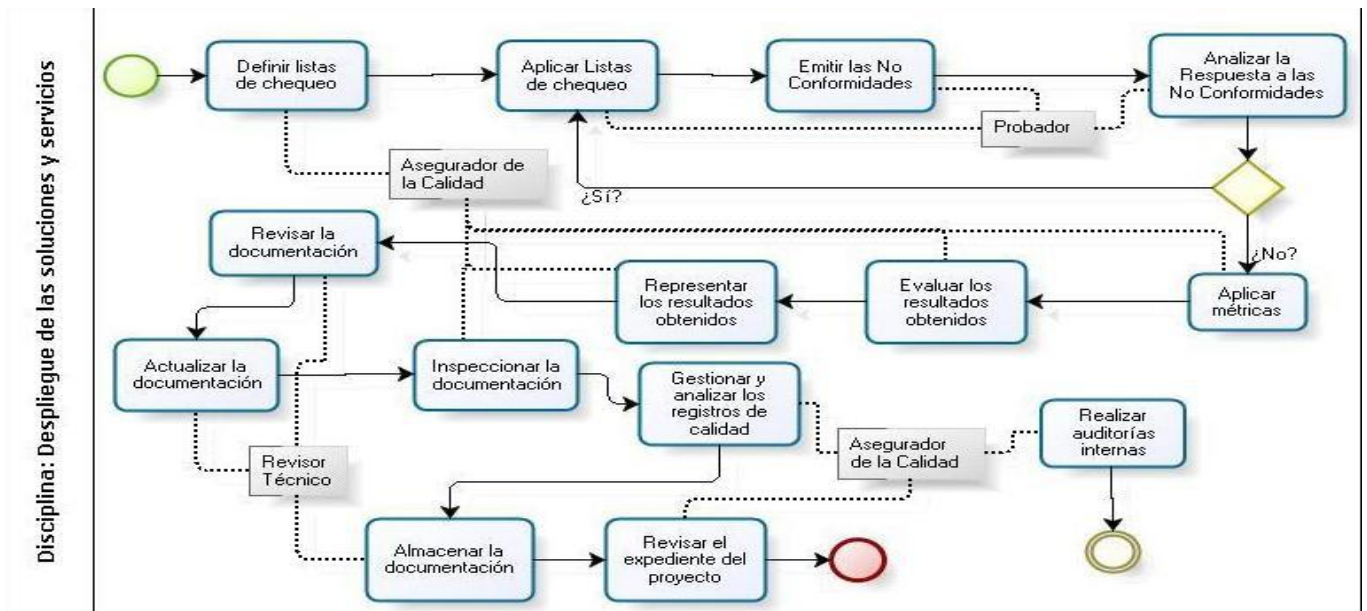 Disciplina: Despliegue de las soluciones y servicios
Definir listas
de chequeo
Aplicar Listas
de chequeo
Emitir las No
Conformidades
Analizar la
Respuesta a las
No Conformidades
Probador
Asegurador de
la Calidad
¿Sí?
¿No?
Revisar la
documentación
Representar
los resultados
obtenidos
Evaluar los
resultados
obtenidos
Aplicar
métricas
Actualizar la
documentación
Inspeccionar la
documentación
Gestionar y
analizar los
registros de
calidad
Realizar
auditorías
internas
Revisor
Técnico
Asegurador
de la Calidad
Almacenar la
documentación
Revisar el
expediente del
proyecto